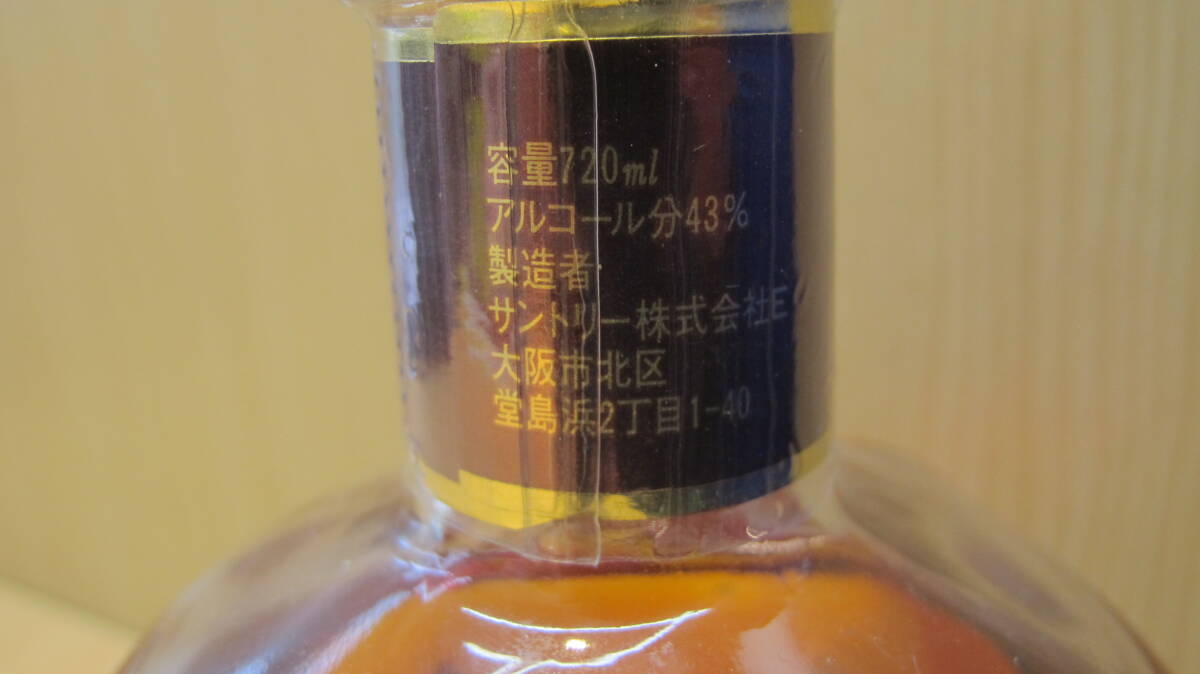 容量720ml
アルコール分43%
製造者
サントリー株式会社E
大阪市北区
堂島浜2丁目1-40